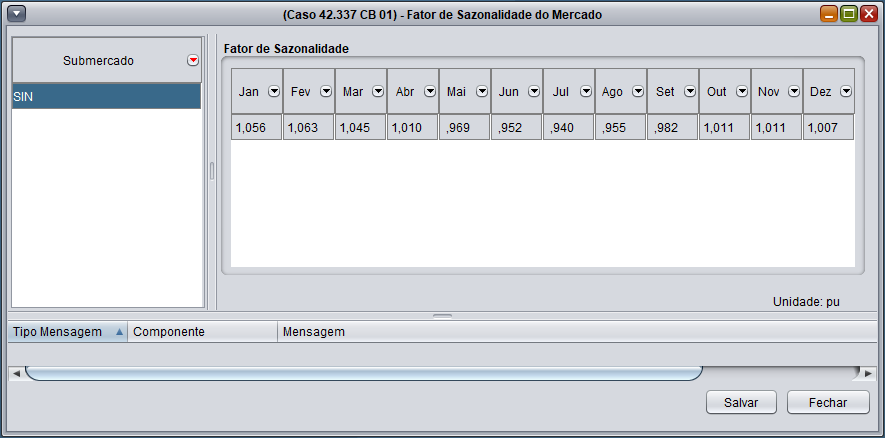 (Caso 42.337 CB 01) - Fator de Sazonalidade do Mercado
Submercado
SIN
Fator de Sazonalidade
Jan Fev Mar Abr Mai Jun Jul Ago Set Out Nov Dez
1,056 1,063 1,045 1,010 ,969 ,952 ,940 ,955 ,982 1,011 1,011 1,007
Unidade: pu
Tipo Mensagem Componente Mensagem
Salvar Fechar